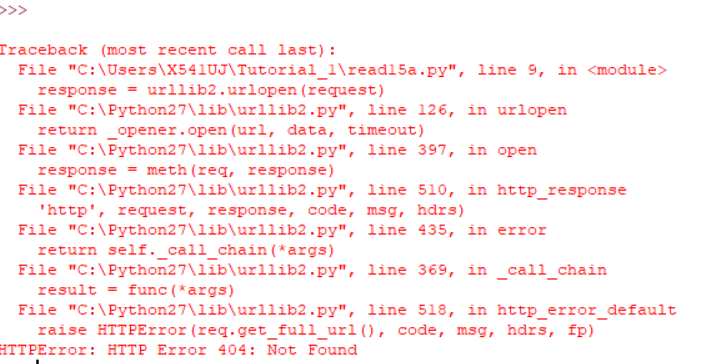 >>>
Traceback (most recent call last):
  File "C:\Users\X541UJ\Tutorial_1\read15a.py", line 9, in <module>
    response = urllib2.urlopen(request)
  File "C:\Python27\lib\urllib2.py", line 126, in urlopen
    return _opener.open(url, data, timeout)
  File "C:\Python27\lib\urllib2.py", line 397, in open
    response = meth(req, response)
  File "C:\Python27\lib\urllib2.py", line 510, in http_response
    'http', request, response, code, msg, hdrs)
  File "C:\Python27\lib\urllib2.py", line 435, in error
    return self._call_chain(*args)
  File "C:\Python27\lib\urllib2.py", line 369, in _call_chain
    result = func(*args)
  File "C:\Python27\lib\urllib2.py", line 518, in http_error_default
    raise HTTPError(req.get_full_url(), code, msg, hdrs, fp)
HTTPError: HTTP Error 404: Not Found